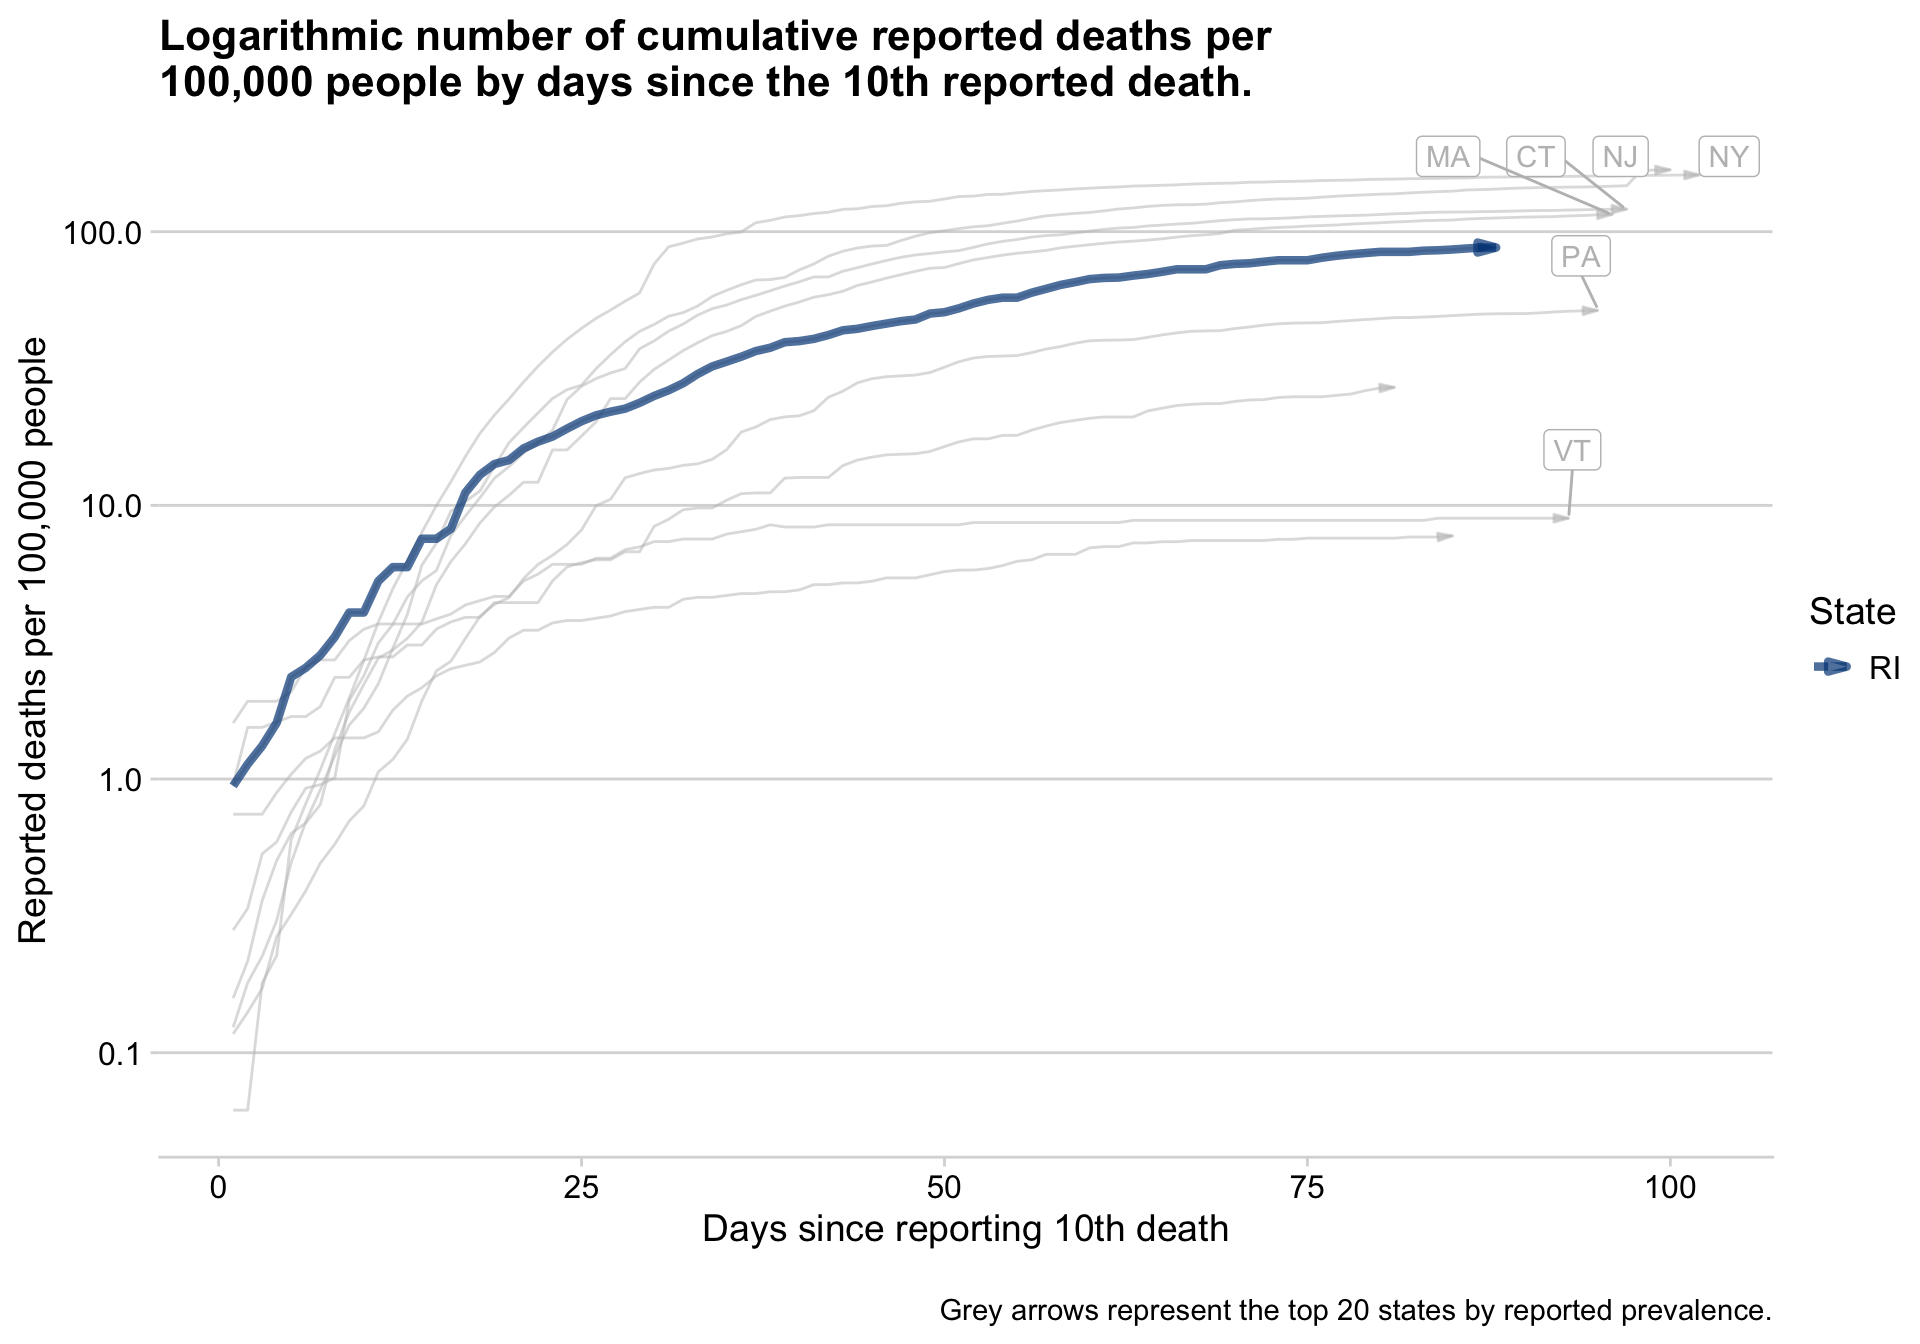 Logarithmic number of cumulative reported deaths per
100,000 people by days since the 10th reported death.
MA CT NJ NY
100.0
PA
Reported deaths per 100,000 people
VT
10.0
State
RI
1.0
0.1
0 25 50 75 100
Days since reporting 10th death
Grey arrows represent the top 20 states by reported prevalence.